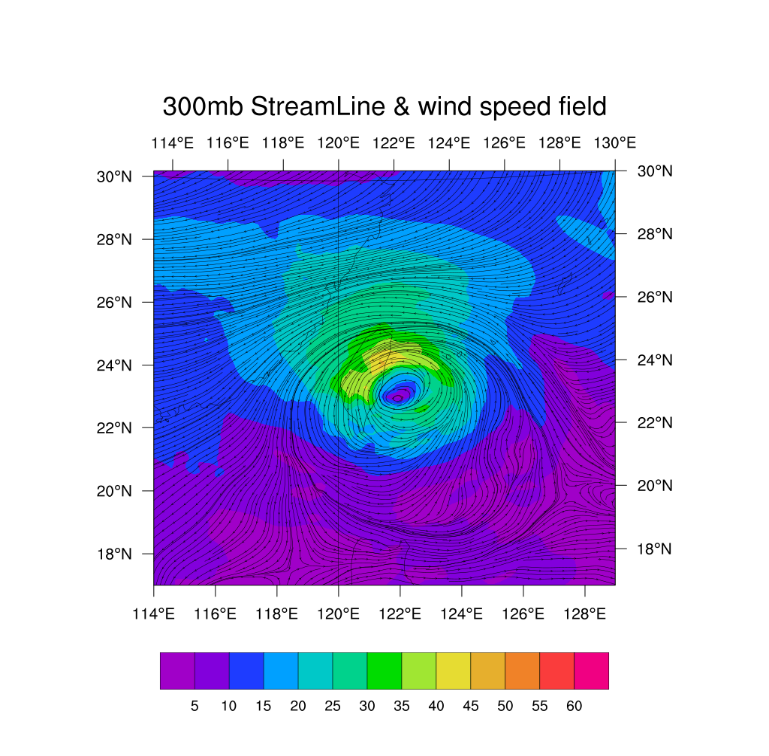 300mb StreamLine & wind speed field
114°E 116°E 118°E 120°E 122°E 124°E 126°E 128°E 130°E
30°N 30°N
28°N 28°N
26°N 26°N
24°N 24°N
22°N 22°N
20°N 20°N
18°N 18°N
114°E 116°E 118°E 120°E 122°E 124°E 126°E 128°E
5 10 15 20 25 30 35 40 45 50 55 60